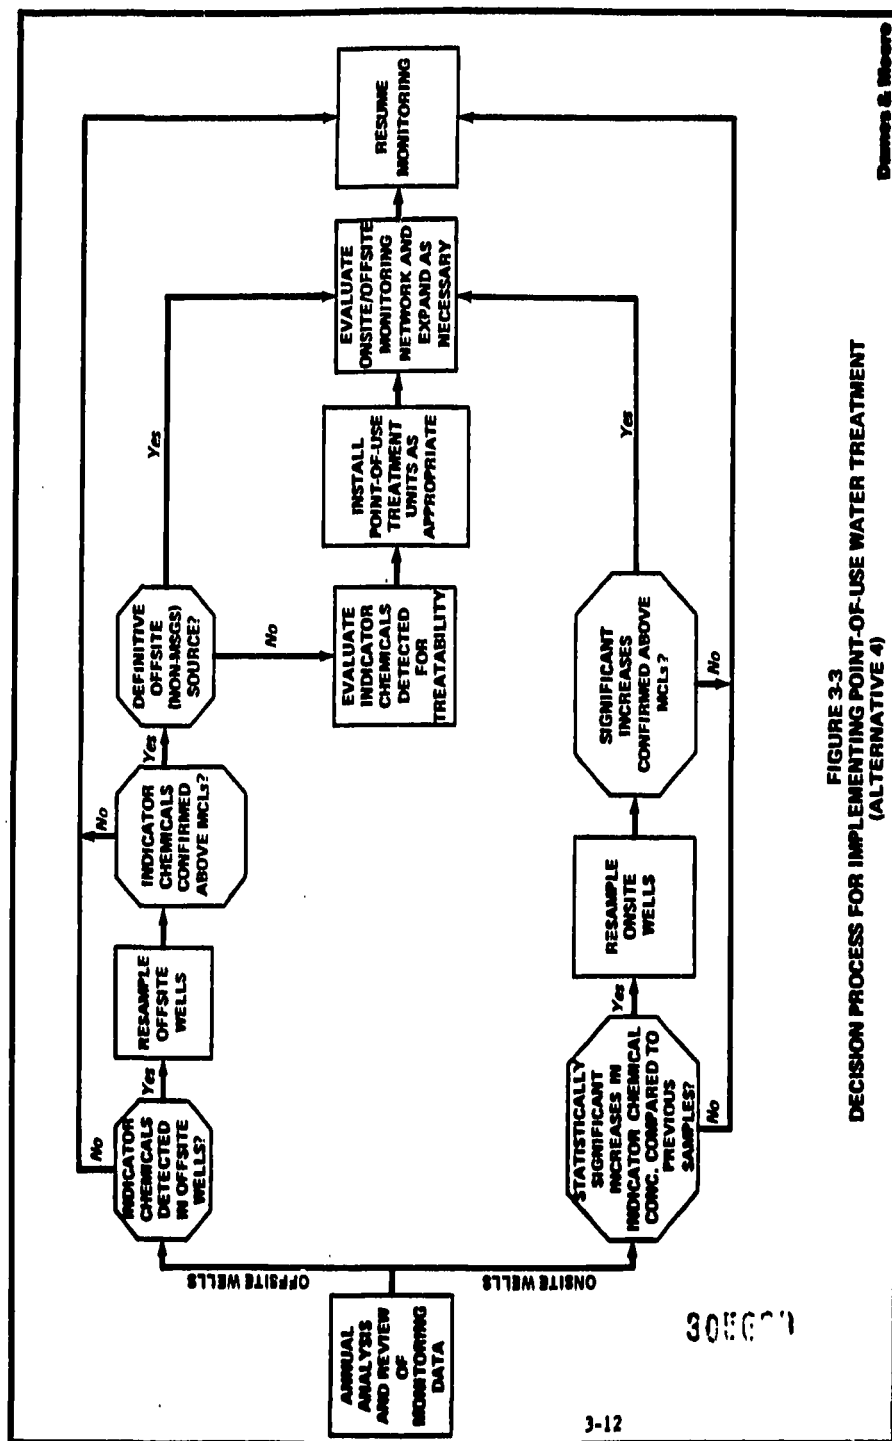 ANNUAL
ANALYSIS
AND REVIEW
OF
MONITORING
DATA
OFFSITE WELLS
ONSITE WELLS
INDICATOR
CHEMICALS
DETECTED
IN OFFSITE
WELLS?
No
Yes
RESAMPLE
OFFSITE
WELLS
INDICATOR
CHEMICALS
CONFIRMED
ABOVE MCLs?
No
Yes
DEFINITIVE
OFFSITE
(NON-MSGS)
SOURCE?
Yes
No
EVALUATE
INDICATOR
CHEMICALS
DETECTED
FOR
TREATABILITY
INSTALL
POINT-OF-USE
TREATMENT
UNITS AS
APPROPRIATE
EVALUATE
ONSITE/OFFSITE
MONITORING
NETWORK AND
EXPAND AS
NECESSARY
RESUME
MONITORING
STATISTICALLY
SIGNIFICANT
INCREASES IN
INDICATOR CHEMICAL
CONC. COMPARED TO
PREVIOUS
SAMPLES?
No
Yes
RESAMPLE
ONSITE
WELLS
SIGNIFICANT
INCREASES
CONFIRMED ABOVE
MCLs?
Yes
No
FIGURE 3-3
DECISION PROCESS FOR IMPLEMENTING POINT-OF-USE WATER TREATMENT
(ALTERNATIVE 4)
Dames & Moore
3-12